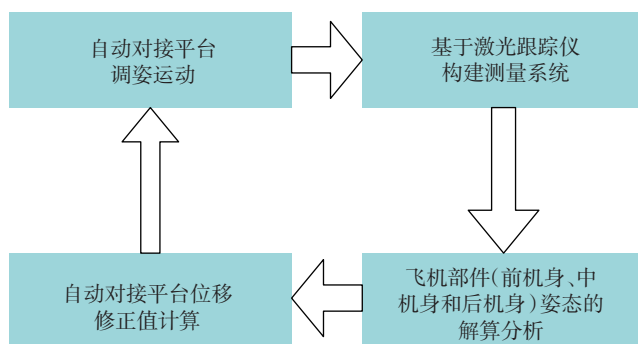 自动对接平台
调姿运动
基于激光跟踪仪
构建测量系统
飞机部件(前机身、中
机身和后机身)姿态的
解算分析
自动对接平台位移
修正值计算